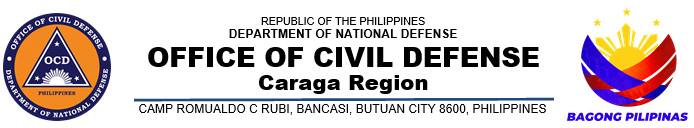 OFFICE OF CIVIL DEFENSE
OCD
PHILIPPINES
DEPARTMENT OF NATIONAL DEFENSE
REPUBLIC OF THE PHILIPPINES
DEPARTMENT OF NATIONAL DEFENSE
OFFICE OF CIVIL DEFENSE
Caraga Region
CAMP ROMUALDO C RUBI, BANCASI, BUTUAN CITY 8600, PHILIPPINES
BAGONG PILIPINAS